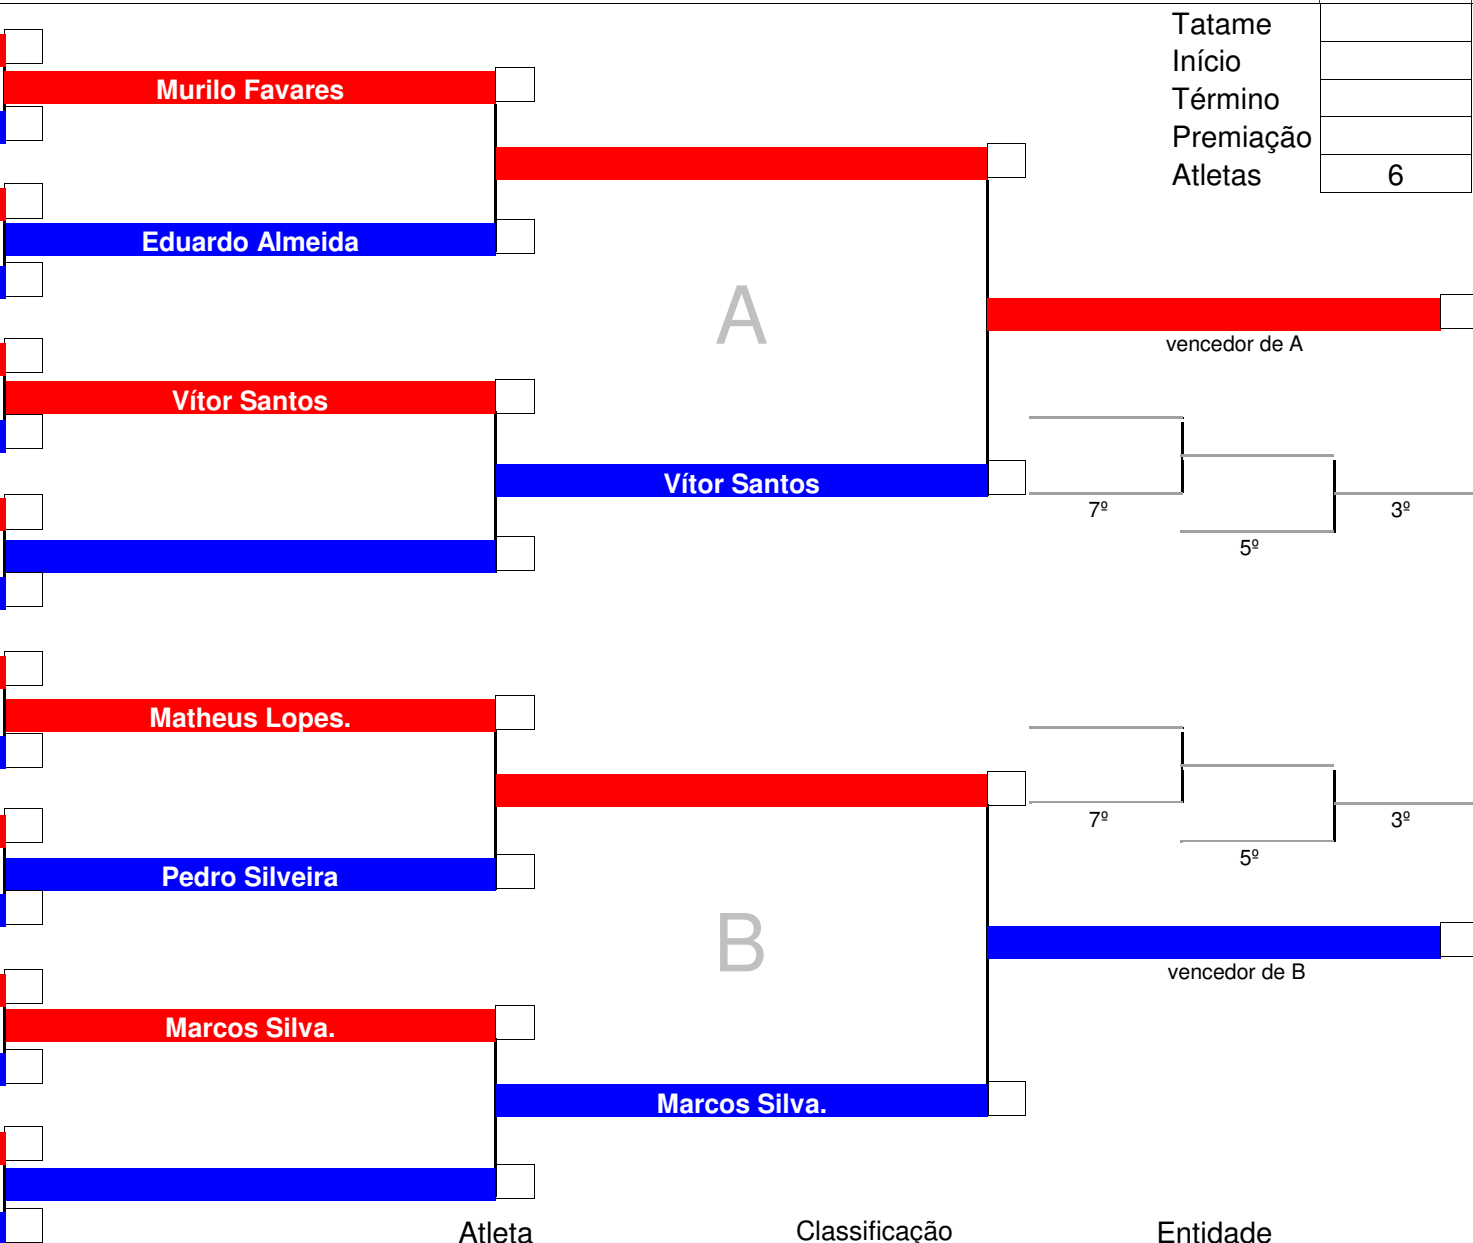 Tatame
Início
Término
Premiação
Atletas 6
Murilo Favares
Eduardo Almeida
A
vencedor de A
Vítor Santos
Vítor Santos
7º
3º
5º
Matheus Lopes.
7º
3º
5º
Pedro Silveira
B
vencedor de B
Marcos Silva.
Marcos Silva.
Atleta Classificação Entidade